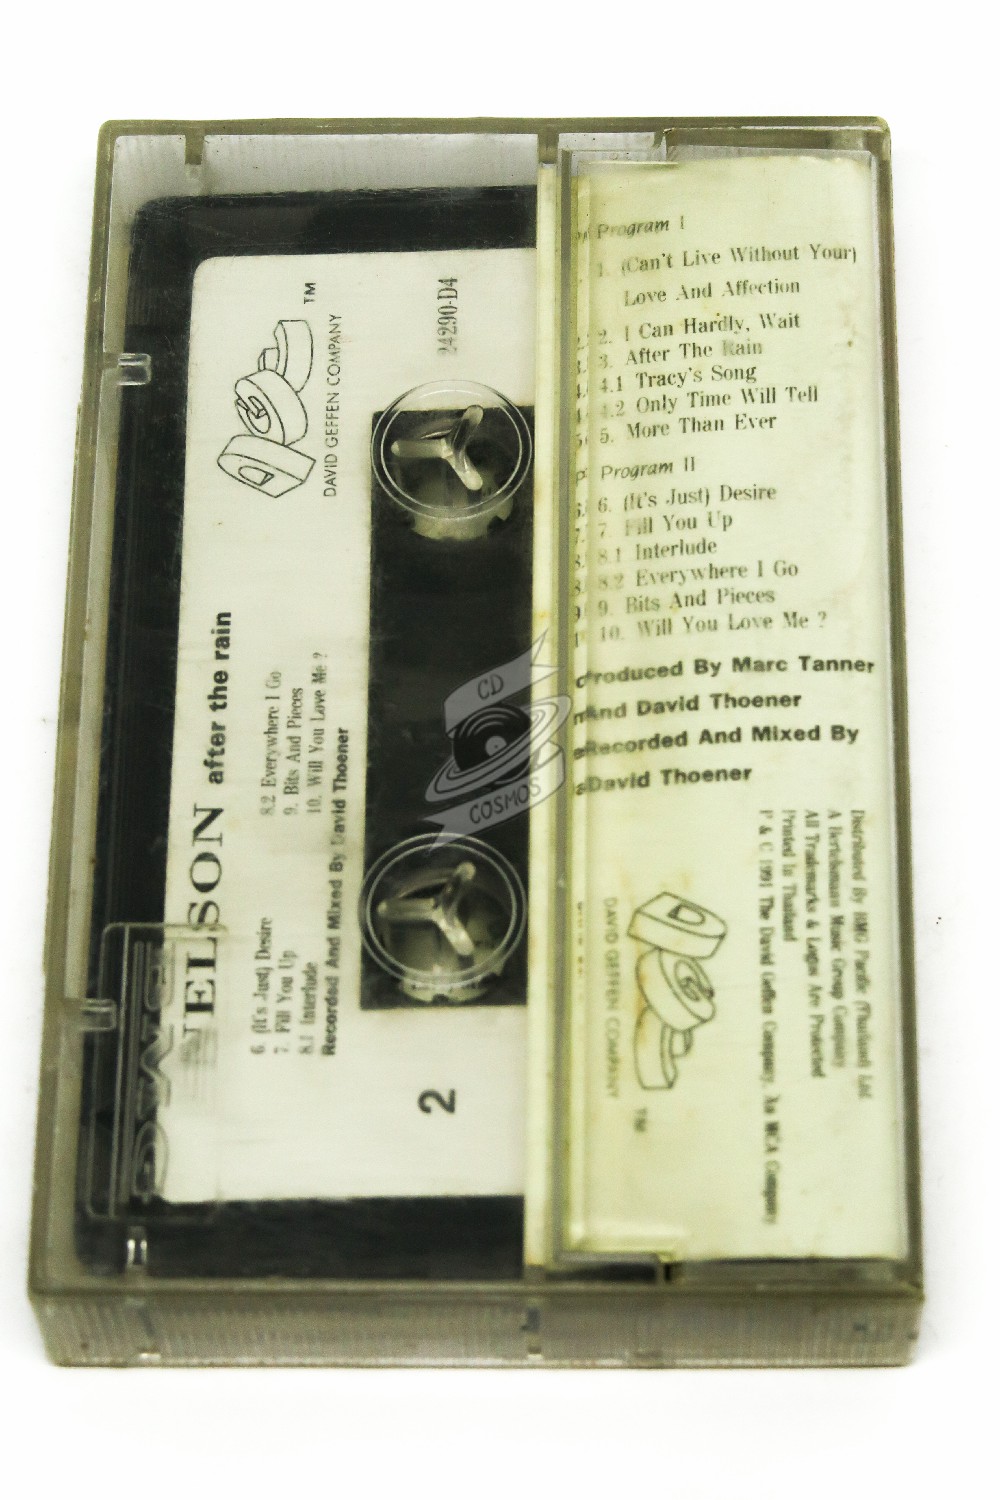 Program I
1. (Can't Live Without Your)
Love And Affection
2. I Can Hardly, Wait
3. After The Rain
4.1 Tracy's Song
4.2 Only Time Will Tell
5. More Than Ever
Program II
6. (It's Just) Desire
7. Fill You Up
8.1 Interlude
8.2 Everywhere I Go
9. Bits And Pieces
10. Will You Love Me ?
Produced By Marc Tanner
And David Thoener
Recorded And Mixed By
David Thoener
Distributed By BMG Pacific (Thailand) Ltd
A Bertelsmann Music Group Company
All Trademarks & Logos Are Protected
Printed In Thailand
P & C 1991 The David Geffen Company, An MCA Company
DAVID GEFFEN COMPANY
TM
TM
DAVID GEFFEN COMPANY
24290-D4
NELSON after the rain
6. (It's Just) Desire
7. Fill You Up
8.1 Interlude
8.2 Everywhere I Go
9. Bits And Pieces
10. Will You Love Me ?
Recorded And Mixed By David Thoener
2
CD
COSMOS